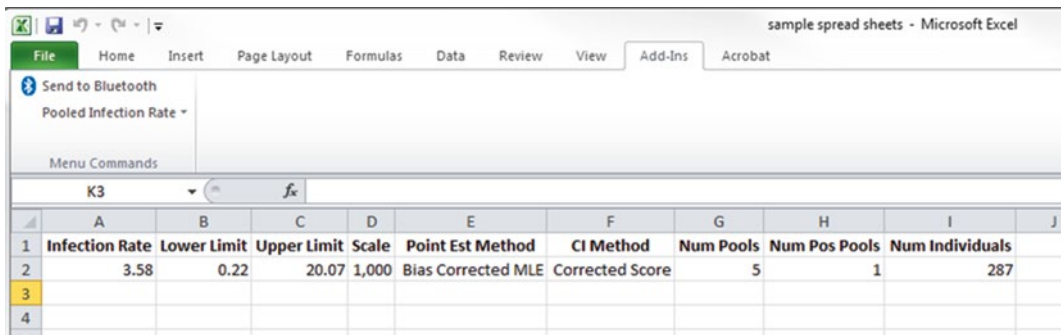 sample spread sheets - Microsoft Excel
File Home Insert Page Layout Formulas Data Review View Add-Ins Acrobat
Send to Bluetooth
Pooled Infection Rate
Menu Commands
K3 fx
A B C D E F G H I J
1 Infection Rate Lower Limit Upper Limit Scale Point Est Method CI Method Num Pools Num Pos Pools Num Individuals
2 3.58 0.22 20.07 1,000 Bias Corrected MLE Corrected Score 5 1 287
3
4